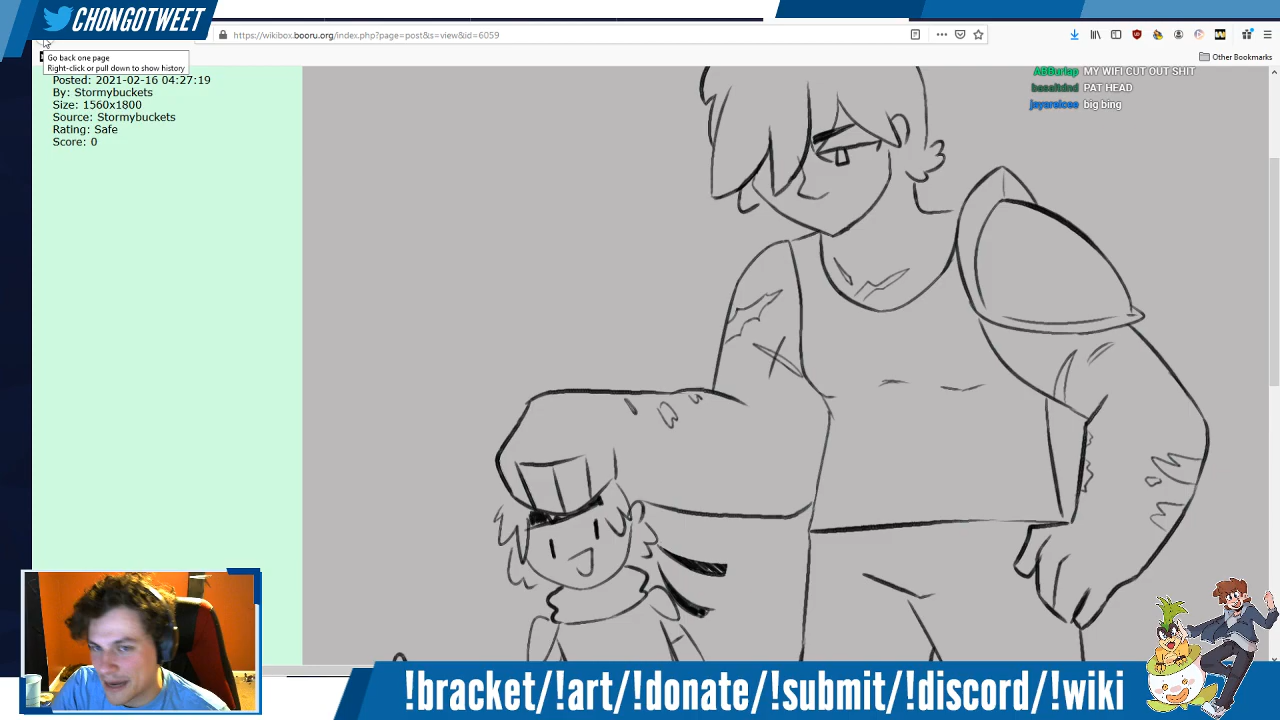 CHONGOTWEET
https://wikibox.booru.org/index.php?page=post&s=view&id=6059
Other Bookmarks
Go back one page
Right-click or pull down to show history
Posted: 2021-02-16 04:27:19
By: Stormybuckets
Size: 1560x1800
Source: Stormybuckets
Rating: Safe
Score: 0
ABBurlap MY WIFI CUT OUT SHIT
PAT HEAD
big bing
!bracket/!art/!donate/!submit/!discord/!wiki